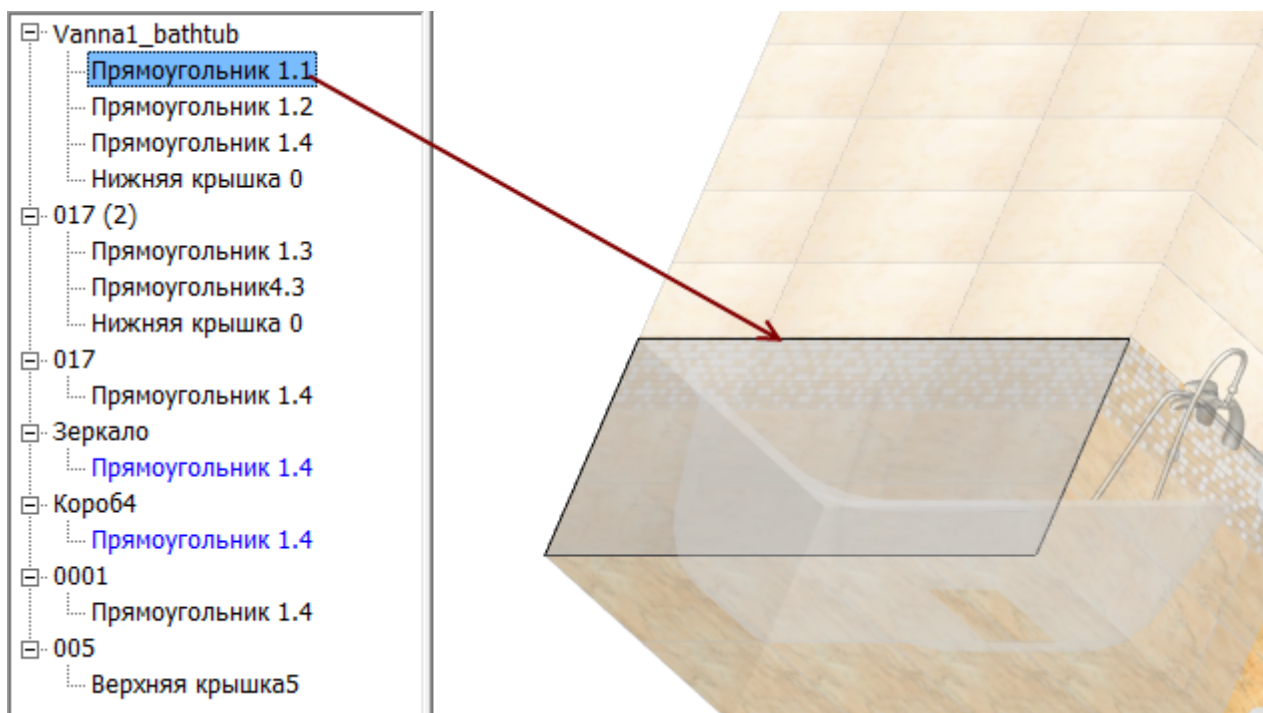 Vanna1_bathtub
Прямоугольник 1.1
Прямоугольник 1.2
Прямоугольник 1.4
Нижняя крышка 0
017 (2)
Прямоугольник 1.3
Прямоугольник4.3
Нижняя крышка 0
017
Прямоугольник 1.4
Зеркало
Прямоугольник 1.4
Короб4
Прямоугольник 1.4
0001
Прямоугольник 1.4
005
Верхняя крышка5